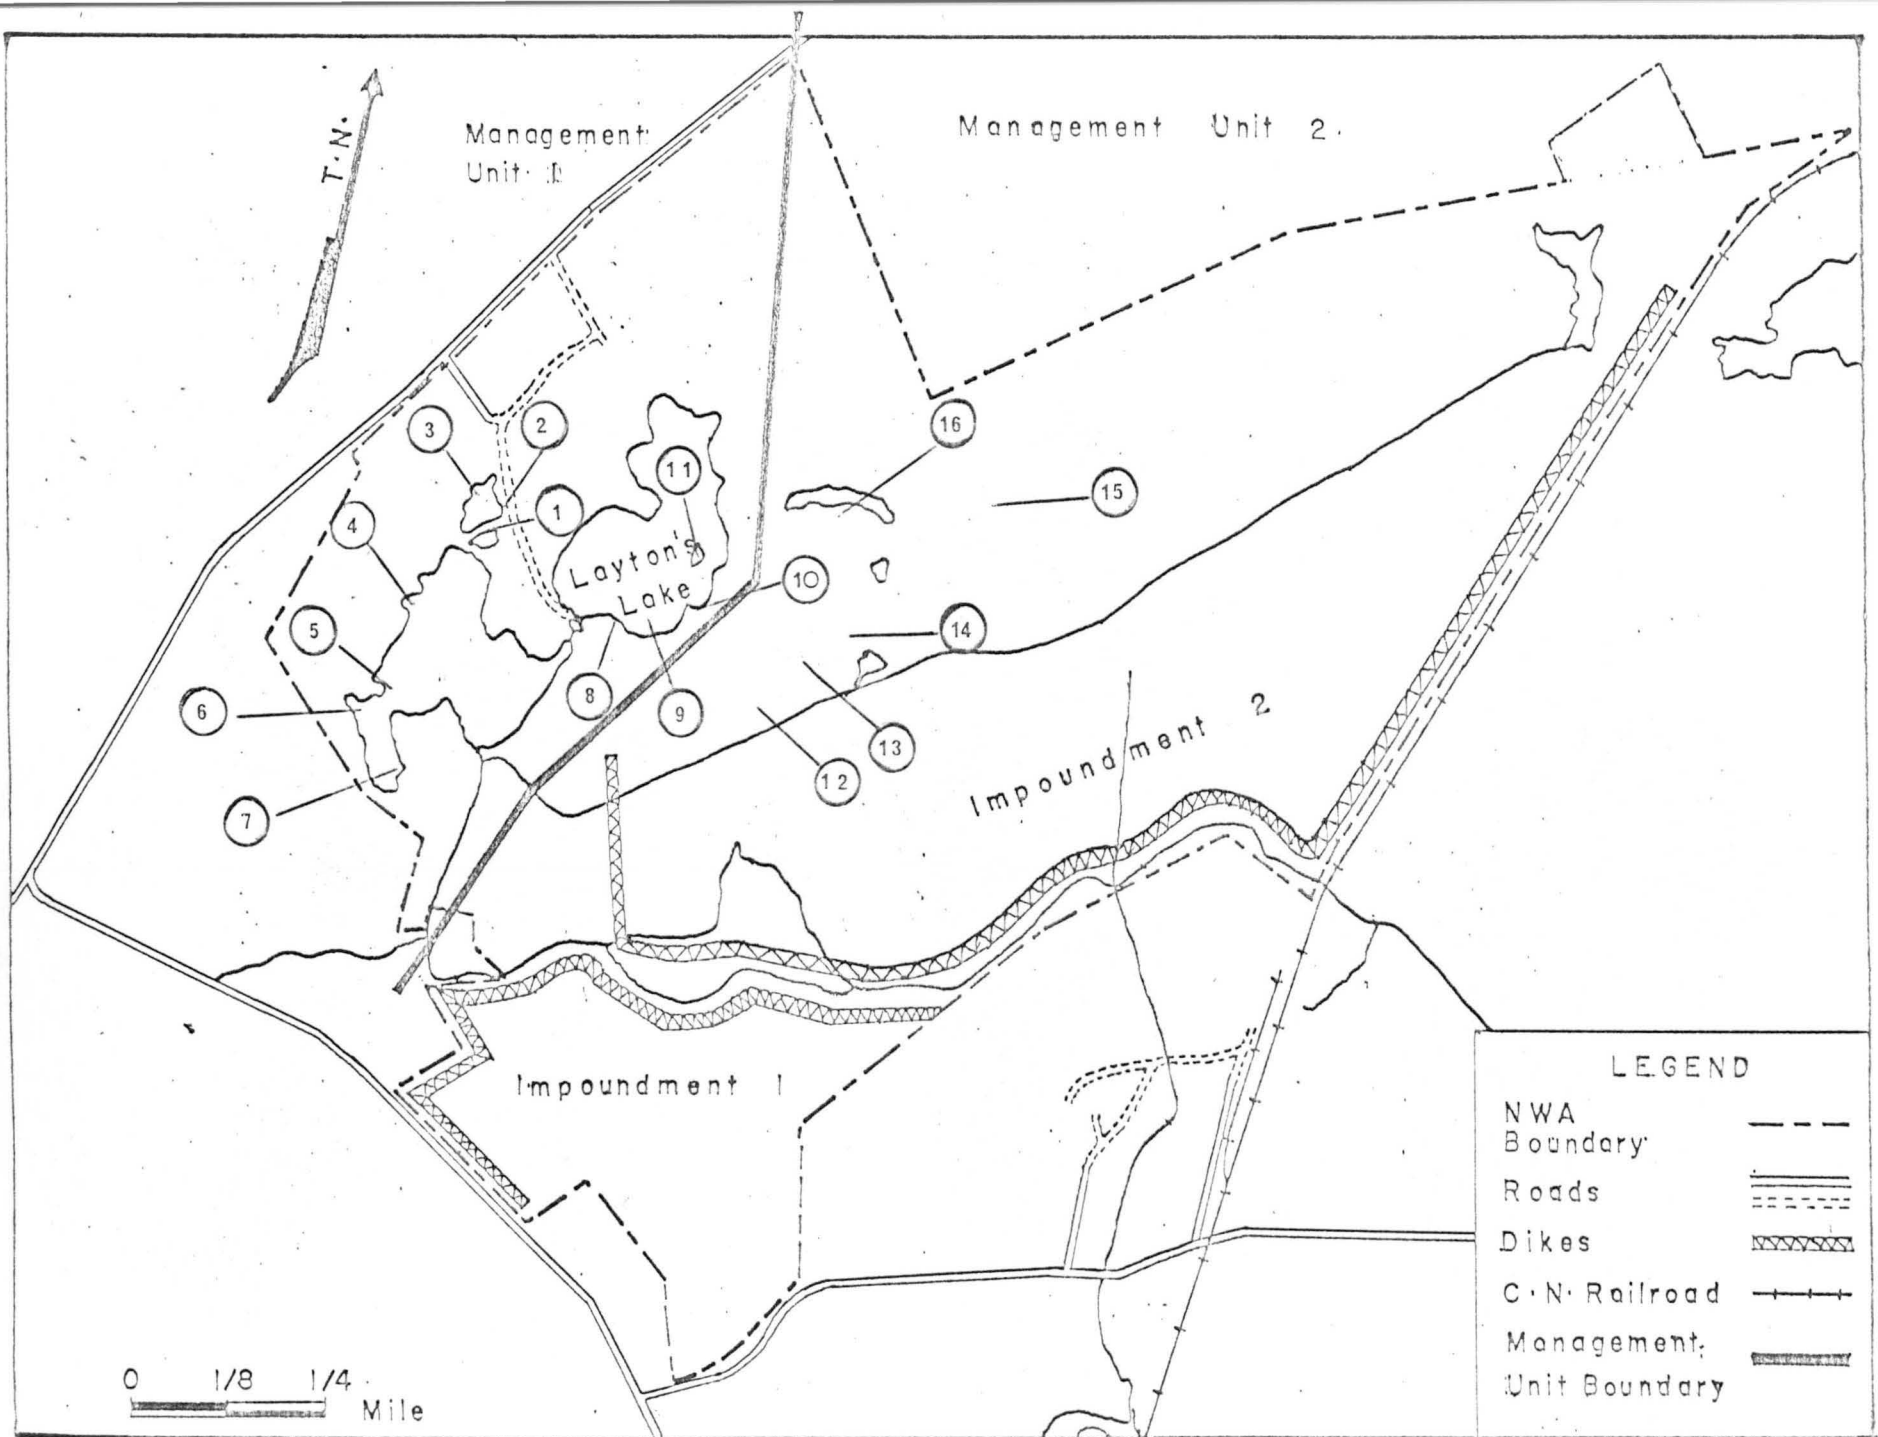 T.N.
Management
Unit 1
Management Unit 2.
3
2
16
11
15
1
4
Layton's
Lake
10
5
14
8
6
9
13
12
7
Impoundment 2
Impoundment 1
LEGEND
NWA
Boundary
Roads
Dikes
C.N. Railroad
Management
Unit Boundary
0 1/8 1/4
Mile